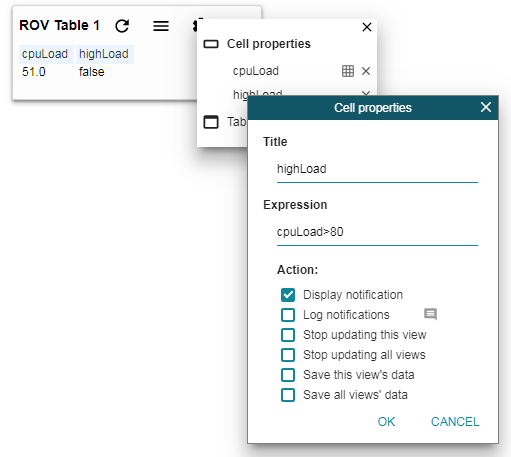 ROV Table 1
cpuLoad highLoad
51.0 false
Cell properties
cpuLoad
highLoad
Cell properties
Title
highLoad
Expression
cpuLoad>80
Action:
Display notification
Log notifications
Stop updating this view
Stop updating all views
Save this view's data
Save all views' data
OK CANCEL